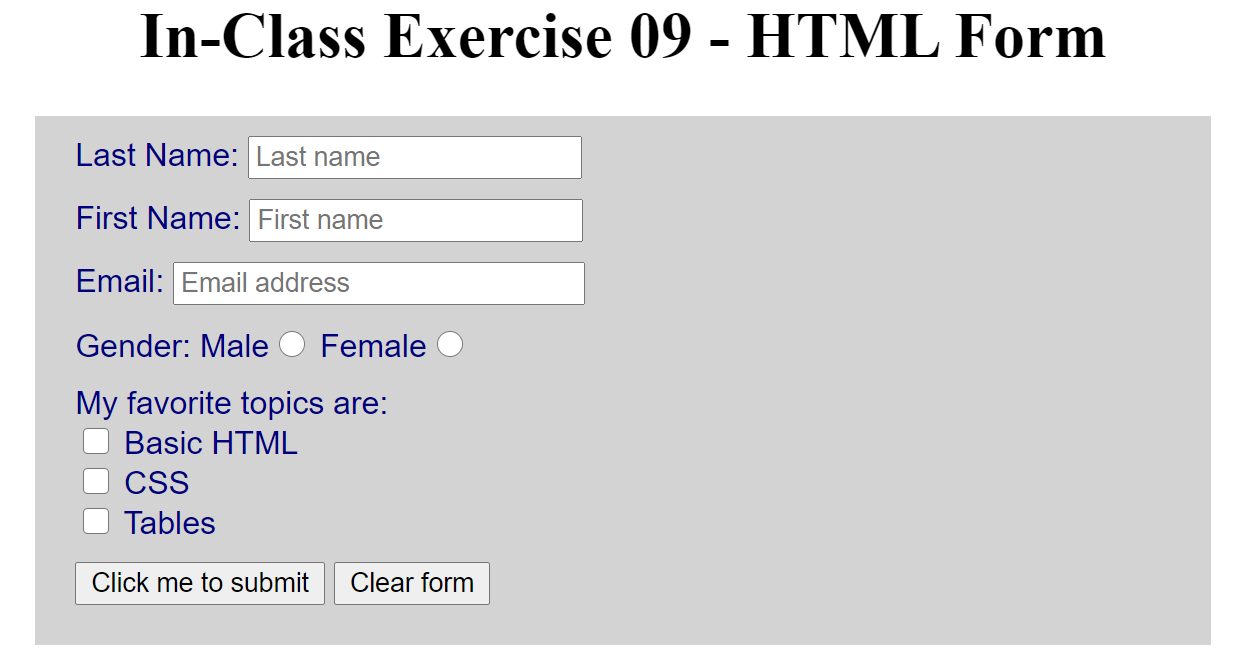 In-Class Exercise 09 - HTML Form
Last Name: Last name
First Name: First name
Email: Email address
Gender: Male Female
My favorite topics are:
Basic HTML
CSS
Tables
Click me to submit Clear form